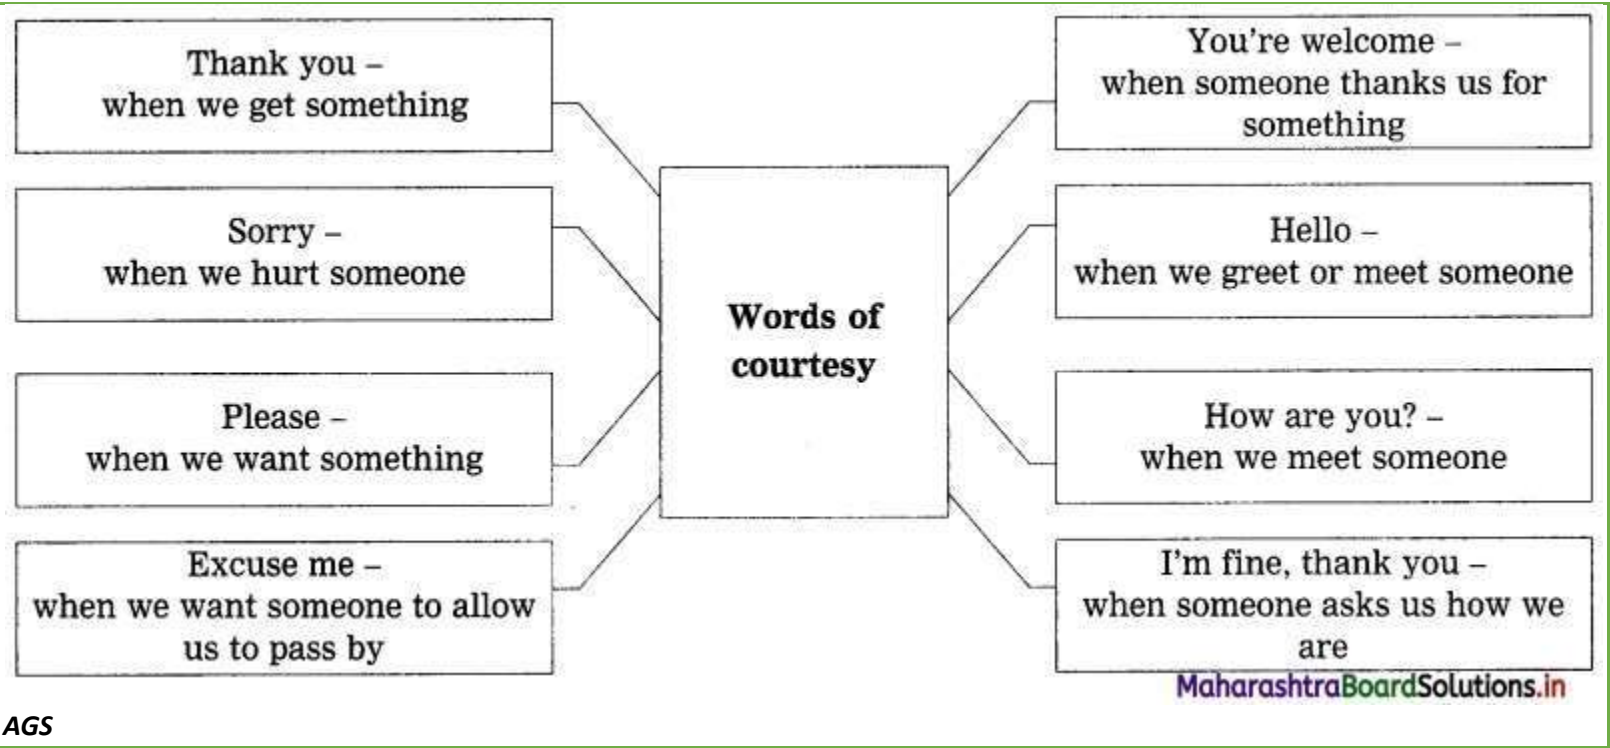 Thank you –
when we get something
Sorry –
when we hurt someone
Please –
when we want something
Excuse me –
when we want someone to allow
us to pass by
Words of
courtesy
You're welcome –
when someone thanks us for
something
Hello –
when we greet or meet someone
How are you? –
when we meet someone
I'm fine, thank you –
when someone asks us how we
are
MaharashtraBoardSolutions.in
AGS